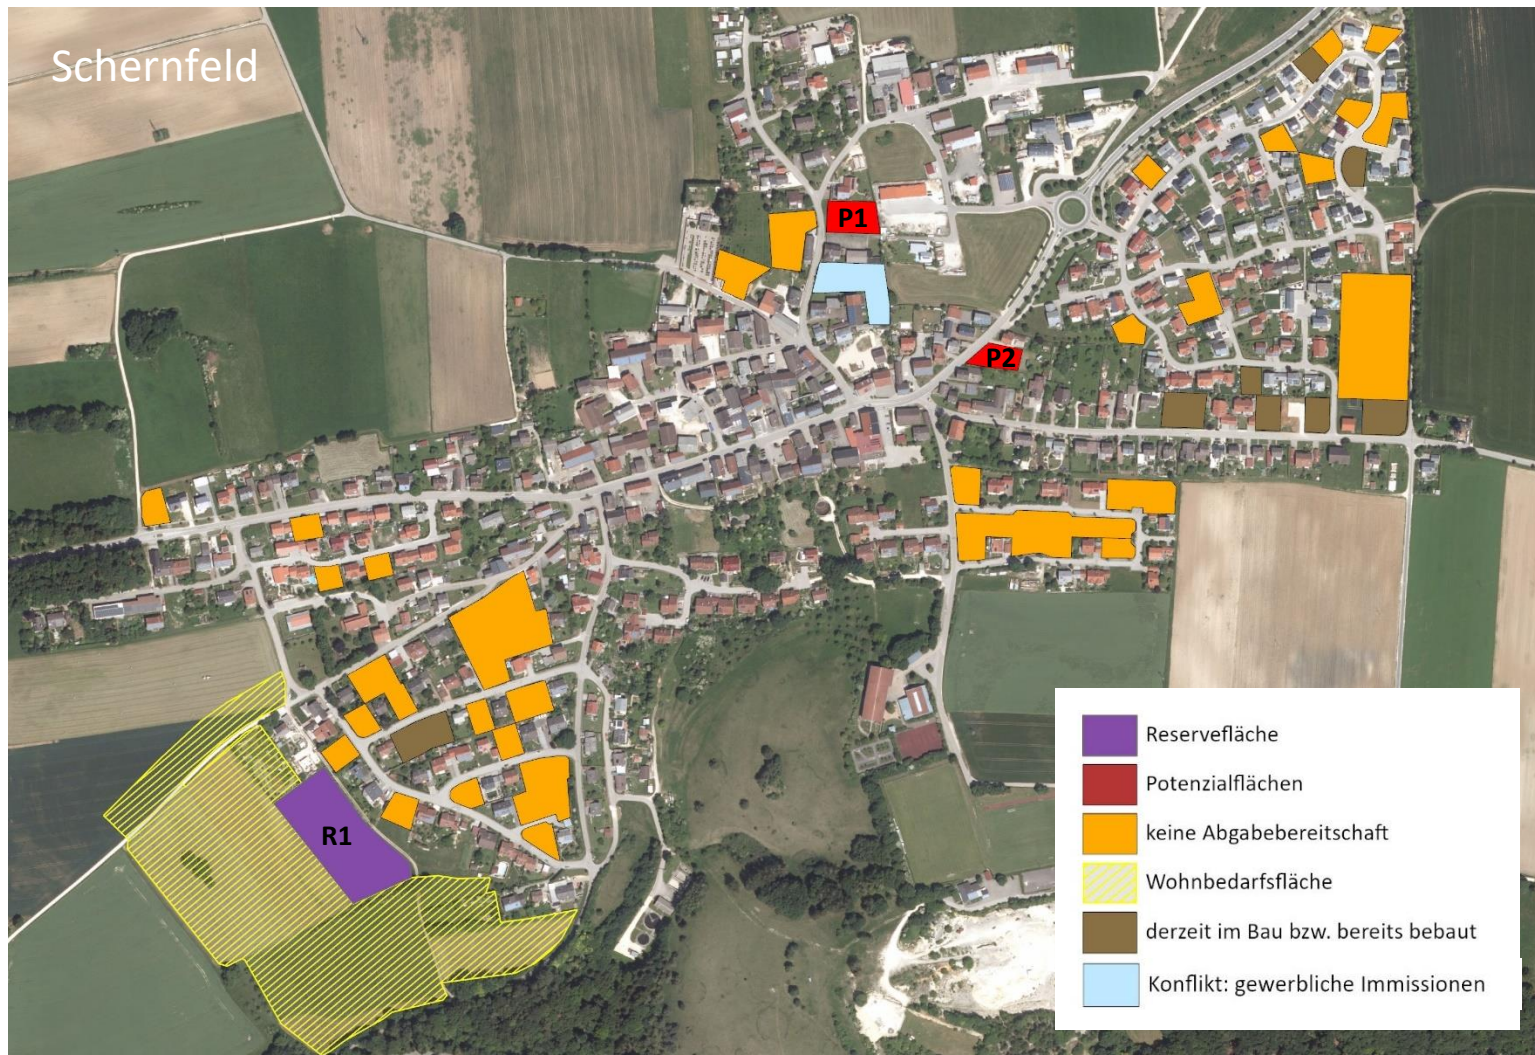 Schernfeld
P1
P2
R1
Reservefläche
Potenzialflächen
keine Abgabebereitschaft
Wohnbedarfsfläche
derzeit im Bau bzw. bereits bebaut
Konflikt: gewerbliche Immissionen